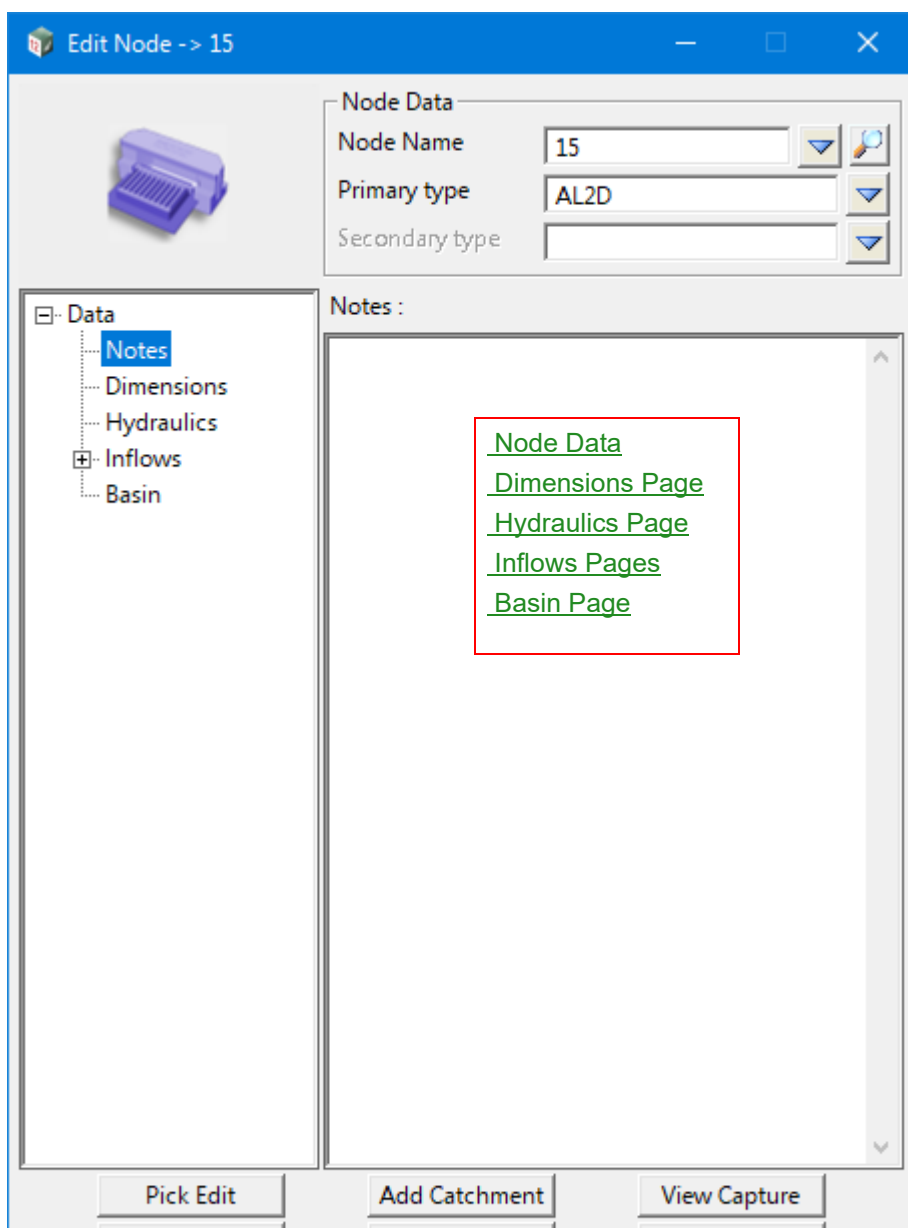 Edit Node -> 15
Node Data
Node Name
15
Primary type
AL2D
Secondary type
Data
Notes
Dimensions
Hydraulics
Inflows
Basin
Notes :
Node Data
Dimensions Page
Hydraulics Page
Inflows Pages
Basin Page
Pick Edit
Add Catchment
View Capture